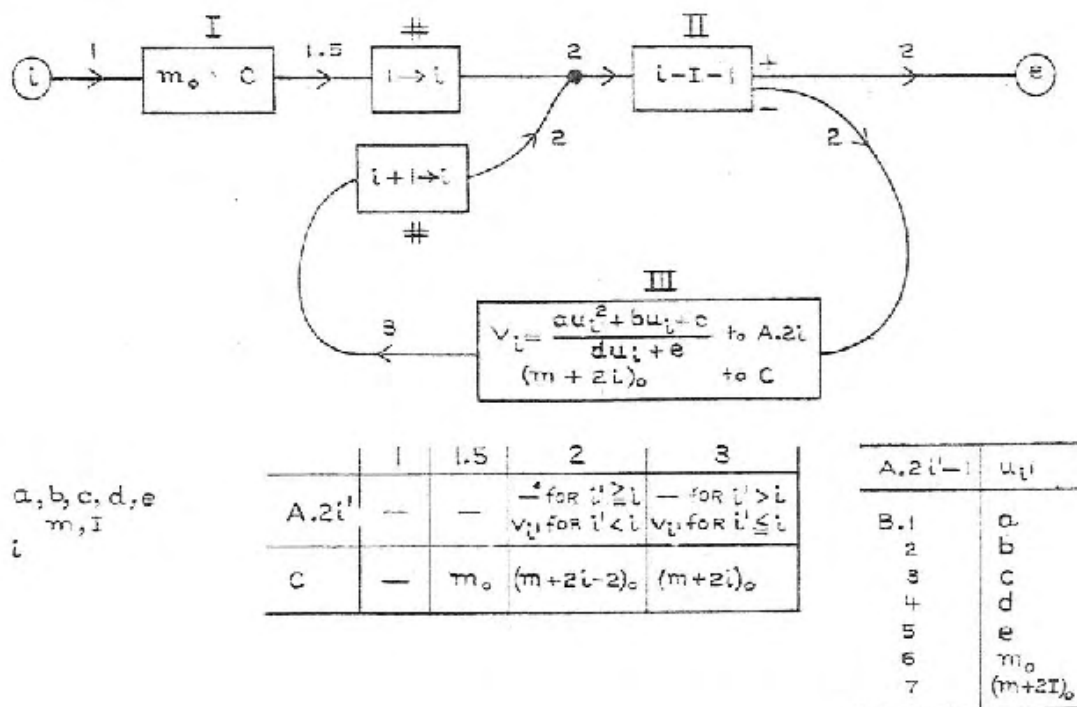 I # II
i 1 m₀ C 1.5 1→i 2 i-I-1 + 2 e
- 2
i+1→i 2
#
III
3 vᵢ = (auᵢ²+buᵢ+c)/(duᵢ+e) to A.2i
(m+2i)₀ to C
a,b,c,d,e
m,I
i
1 1.5 2 3
A.2i' — — — FOR i' ≧ i — FOR i' > i
vᵢ' FOR i' < i vᵢ' FOR i' ≦ i
C — m₀ (m+2i-2)₀ (m+2i)₀
A.2i'-1 uᵢ'
B.1 a
2 b
3 c
4 d
5 e
6 m₀
7 (m+2I)₀